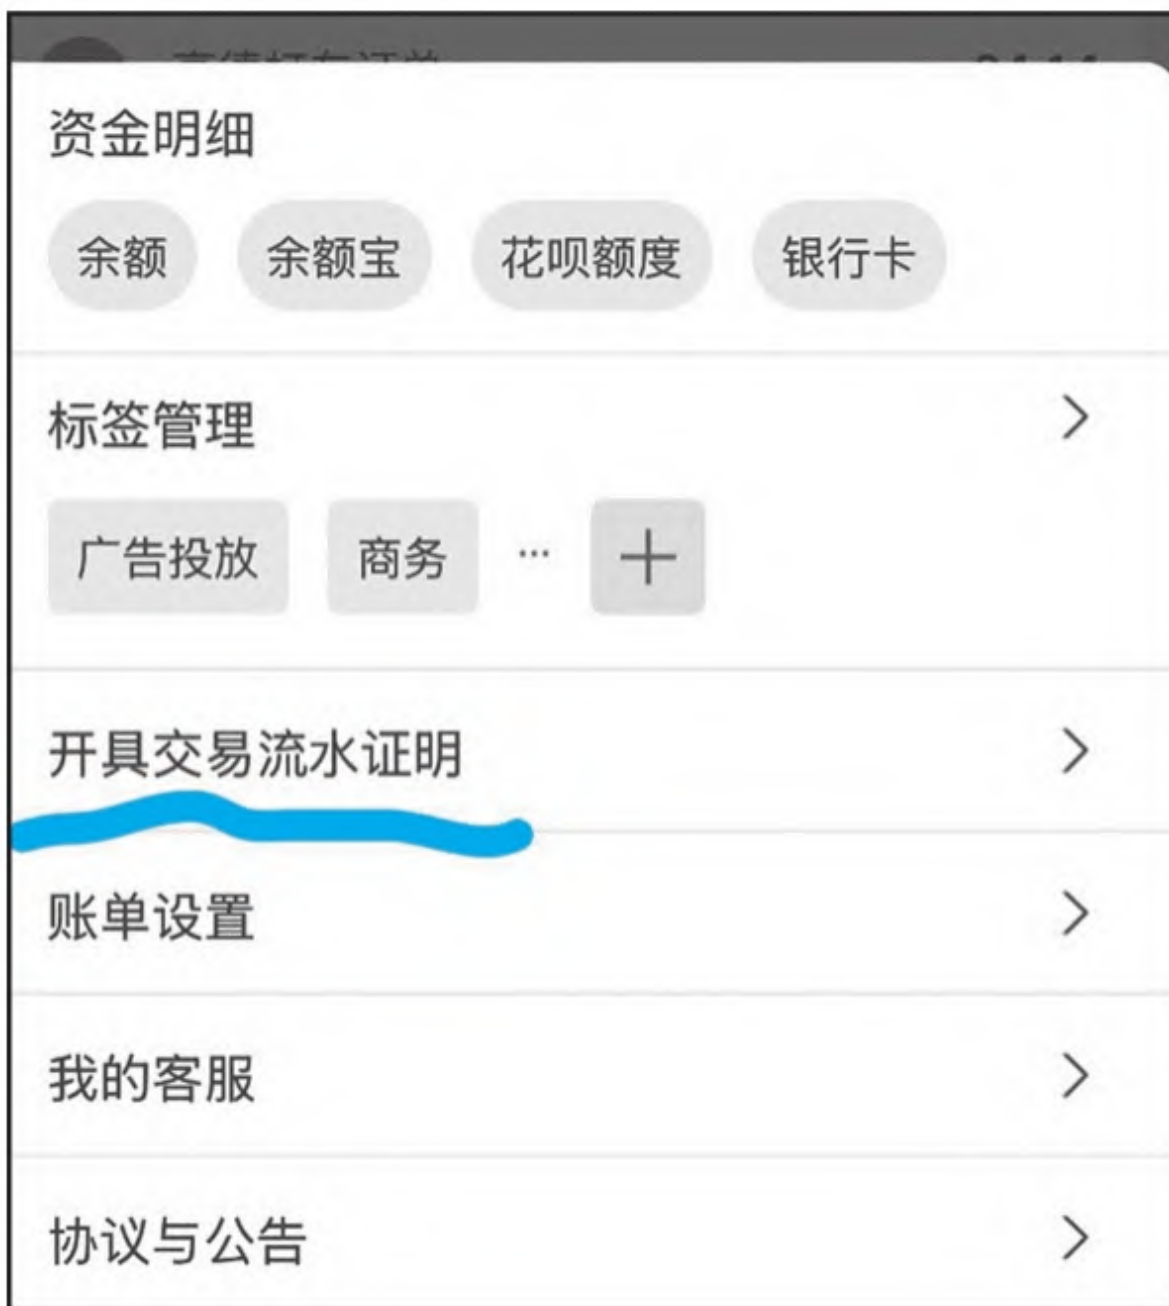 资金明细
余额 余额宝 花呗额度 银行卡
标签管理
广告投放 商务 ... +
开具交易流水证明
账单设置
我的客服
协议与公告